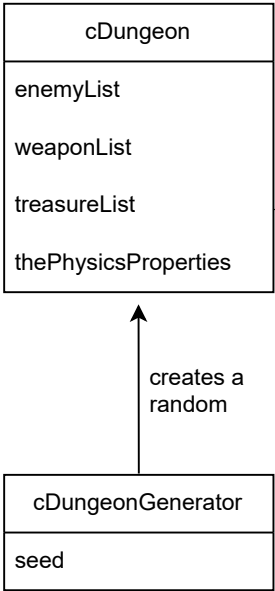 cDungeon
enemyList
weaponList
treasureList
thePhysicsProperties
creates a
random
cDungeonGenerator
seed